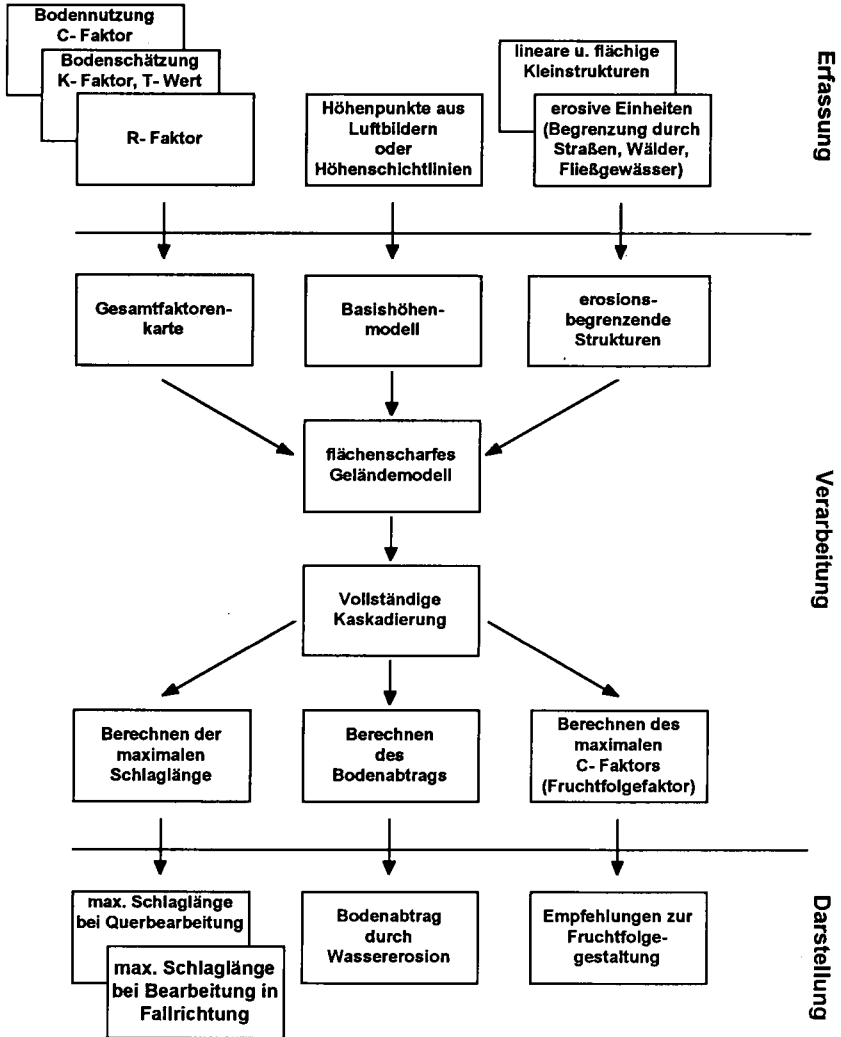 Bodennutzung
C- Faktor
Bodenschätzung
K- Faktor, T- Wert
R- Faktor
Höhenpunkte aus
Luftbildern
oder
Höhenschichtlinien
lineare u. flächige
Kleinstrukturen
erosive Einheiten
(Begrenzung durch
Straßen, Wälder,
Fließgewässer)
Erfassung
Gesamtfaktoren-
karte
Basishöhen-
modell
erosions-
begrenzende
Strukturen
flächenscharfes
Geländemodell
Vollständige
Kaskadierung
Verarbeitung
Berechnen der
maximalen
Schlaglänge
Berechnen
des
Bodenabtrags
Berechnen des
maximalen
C- Faktors
(Fruchtfolgefaktor)
max. Schlaglänge
bei Querbearbeitung
max. Schlaglänge
bei Bearbeitung in
Fallrichtung
Bodenabtrag
durch
Wassererosion
Empfehlungen zur
Fruchtfolge-
gestaltung
Darstellung